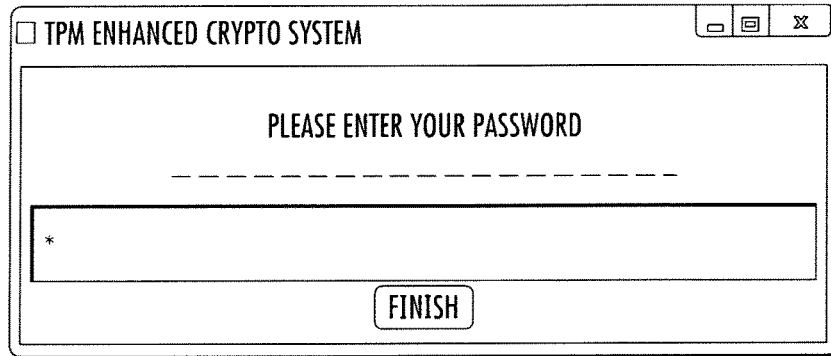 TPM ENHANCED CRYPTO SYSTEM
PLEASE ENTER YOUR PASSWORD
*
FINISH